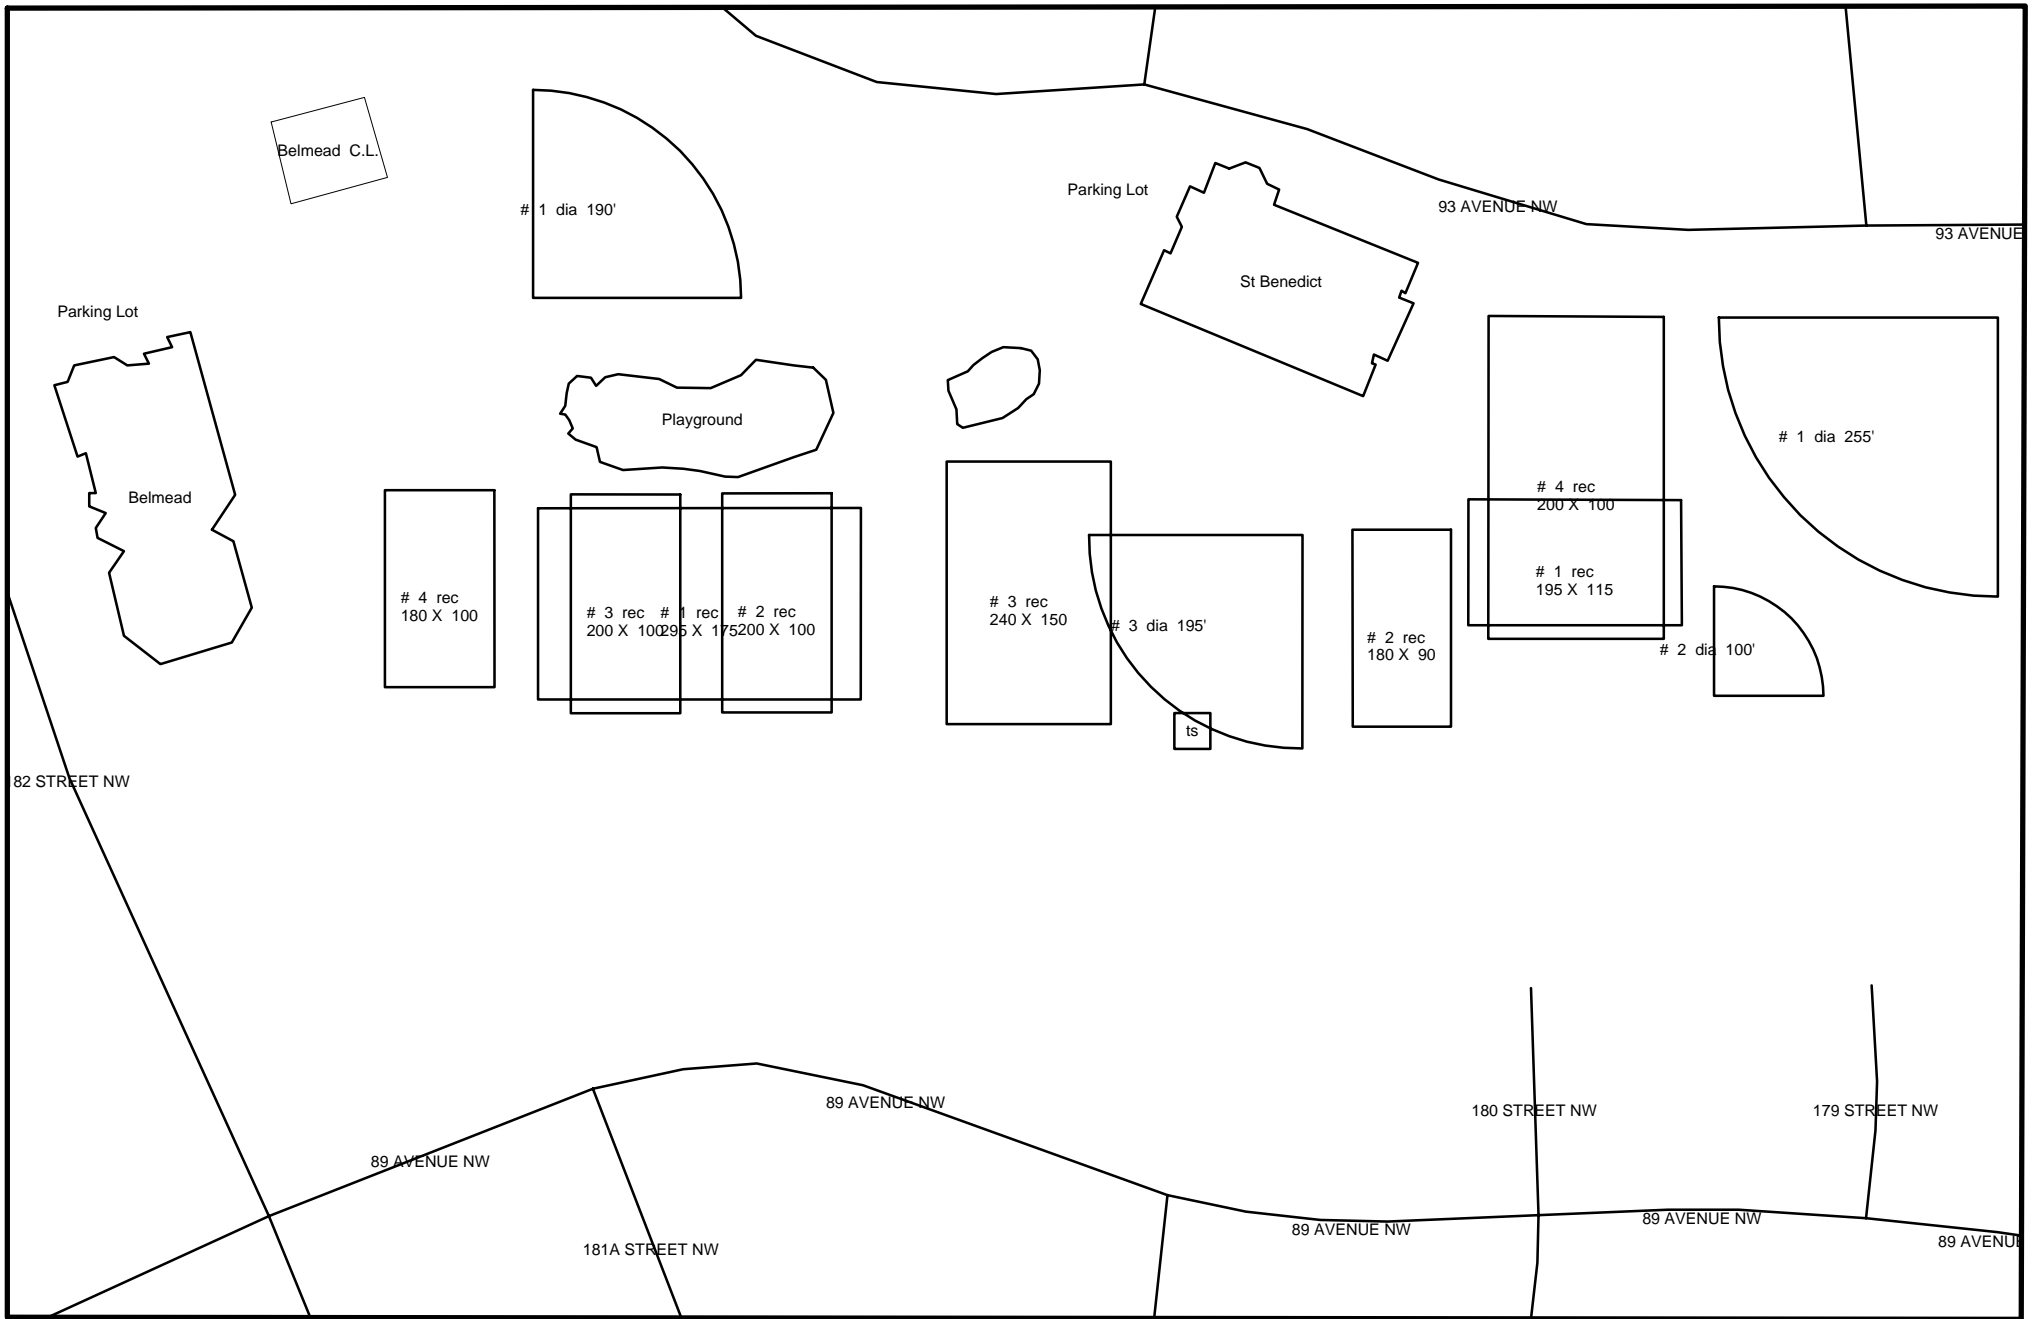 Belmead C.L.
# 1 dia 190'
Parking Lot
93 AVENUE NW
93 AVENUE
St Benedict
Parking Lot
Playground
# 1 dia 255'
Belmead
# 4 rec
200 X 100
# 1 rec
195 X 115
# 4 rec
180 X 100
# 3 rec
200 X 100
# 1 rec
295 X 175
# 2 rec
200 X 100
# 3 rec
240 X 150
# 3 dia 195'
# 2 rec
180 X 90
# 2 dia 100'
ts
182 STREET NW
89 AVENUE NW
180 STREET NW
179 STREET NW
89 AVENUE NW
89 AVENUE NW
89 AVENUE NW
89 AVENUE
181A STREET NW